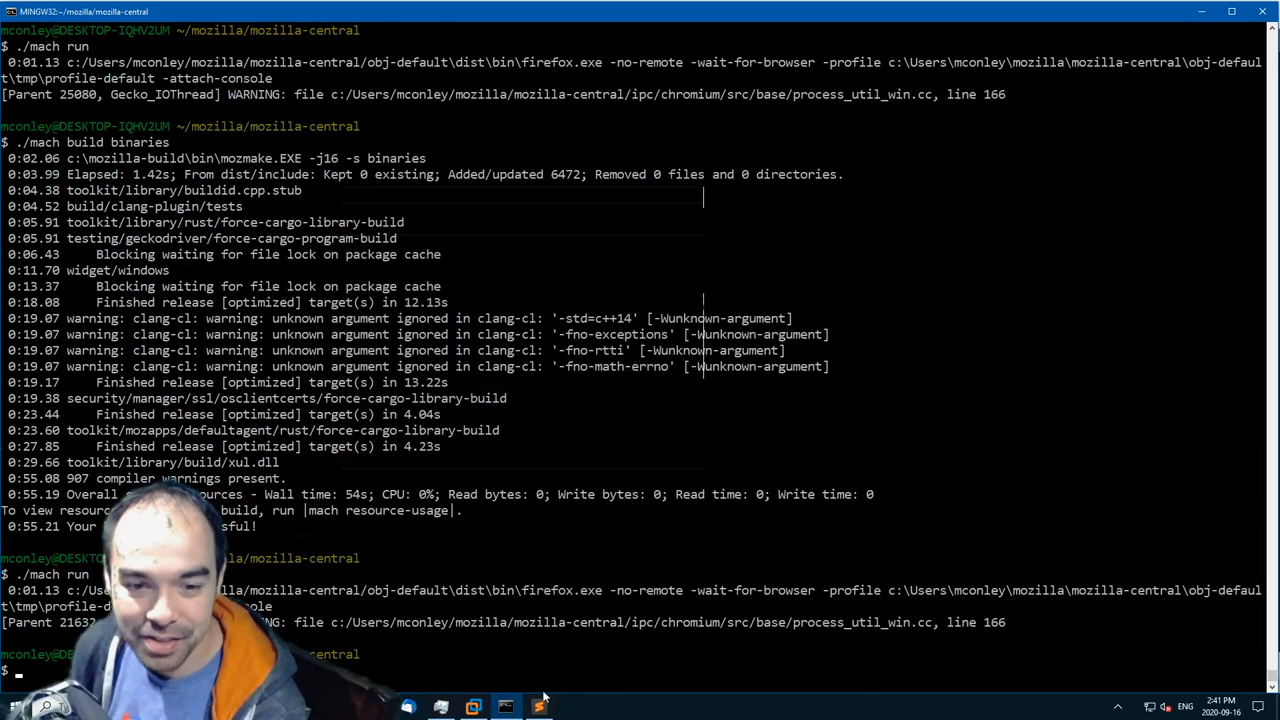 MINGW32:~/mozilla/mozilla-central
mconley@DESKTOP-IQHV2UM ~/mozilla/mozilla-central
$ ./mach run
0:01.13 c:/Users/mconley/mozilla/mozilla-central/obj-default\dist\bin\firefox.exe -no-remote -wait-for-browser -profile c:\Users\mconley\mozilla\mozilla-central\obj-defaul
t\tmp\profile-default -attach-console
[Parent 25080, Gecko_IOThread] WARNING: file c:/Users/mconley/mozilla/mozilla-central/ipc/chromium/src/base/process_util_win.cc, line 166
mconley@DESKTOP-IQHV2UM ~/mozilla/mozilla-central
$ ./mach build binaries
0:02.06 c:\mozilla-build\bin\mozmake.EXE -j16 -s binaries
0:03.99 Elapsed: 1.42s; From dist/include: Kept 0 existing; Added/updated 6472; Removed 0 files and 0 directories.
0:04.38 toolkit/library/buildid.cpp.stub
0:04.52 build/clang-plugin/tests
0:05.91 toolkit/library/rust/force-cargo-library-build
0:05.91 testing/geckodriver/force-cargo-program-build
0:06.43 Blocking waiting for file lock on package cache
0:11.70 widget/windows
0:13.37 Blocking waiting for file lock on package cache
0:18.08 Finished release [optimized] target(s) in 12.13s
0:19.07 warning: clang-cl: warning: unknown argument ignored in clang-cl: '-std=c++14' [-Wunknown-argument]
0:19.07 warning: clang-cl: warning: unknown argument ignored in clang-cl: '-fno-exceptions' [-Wunknown-argument]
0:19.07 warning: clang-cl: warning: unknown argument ignored in clang-cl: '-fno-rtti' [-Wunknown-argument]
0:19.07 warning: clang-cl: warning: unknown argument ignored in clang-cl: '-fno-math-errno' [-Wunknown-argument]
0:19.17 Finished release [optimized] target(s) in 13.22s
0:19.38 security/manager/ssl/osclientcerts/force-cargo-library-build
0:23.44 Finished release [optimized] target(s) in 4.04s
0:23.60 toolkit/mozapps/defaultagent/rust/force-cargo-library-build
0:27.85 Finished release [optimized] target(s) in 4.23s
0:29.66 toolkit/library/build/xul.dll
0:55.08 907 compiler warnings present.
0:55.19 Overall s ources - Wall time: 54s; CPU: 0%; Read bytes: 0; Write bytes: 0; Read time: 0; Write time: 0
To view resour build, run |mach resource-usage|.
0:55.21 Your sful!
mconley@DES la/mozilla-central
$ ./mach run
0:01.13 c:/Us la/mozilla-central/obj-default\dist\bin\firefox.exe -no-remote -wait-for-browser -profile c:\Users\mconley\mozilla\mozilla-central\obj-defaul
t\tmp\profile-d nsole
[Parent 21632 NING: file c:/Users/mconley/mozilla/mozilla-central/ipc/chromium/src/base/process_util_win.cc, line 166
mconley@DE la/mozilla-central
$
T
ENG
2:41 PM
2020-09-16